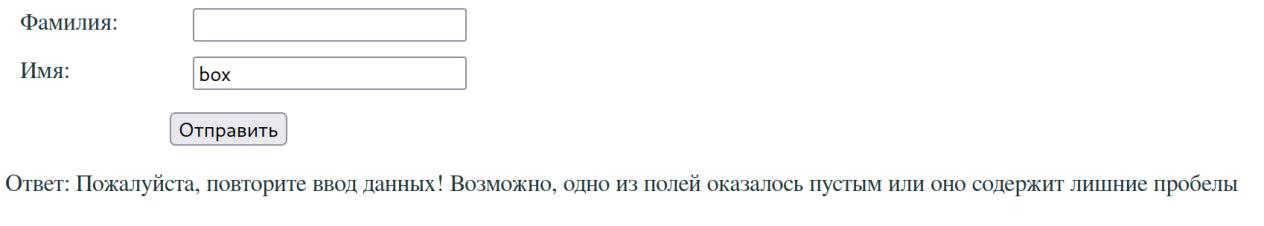 Фамилия:
Имя: box
Отправить
Ответ: Пожалуйста, повторите ввод данных! Возможно, одно из полей оказалось пустым или оно содержит лишние пробелы